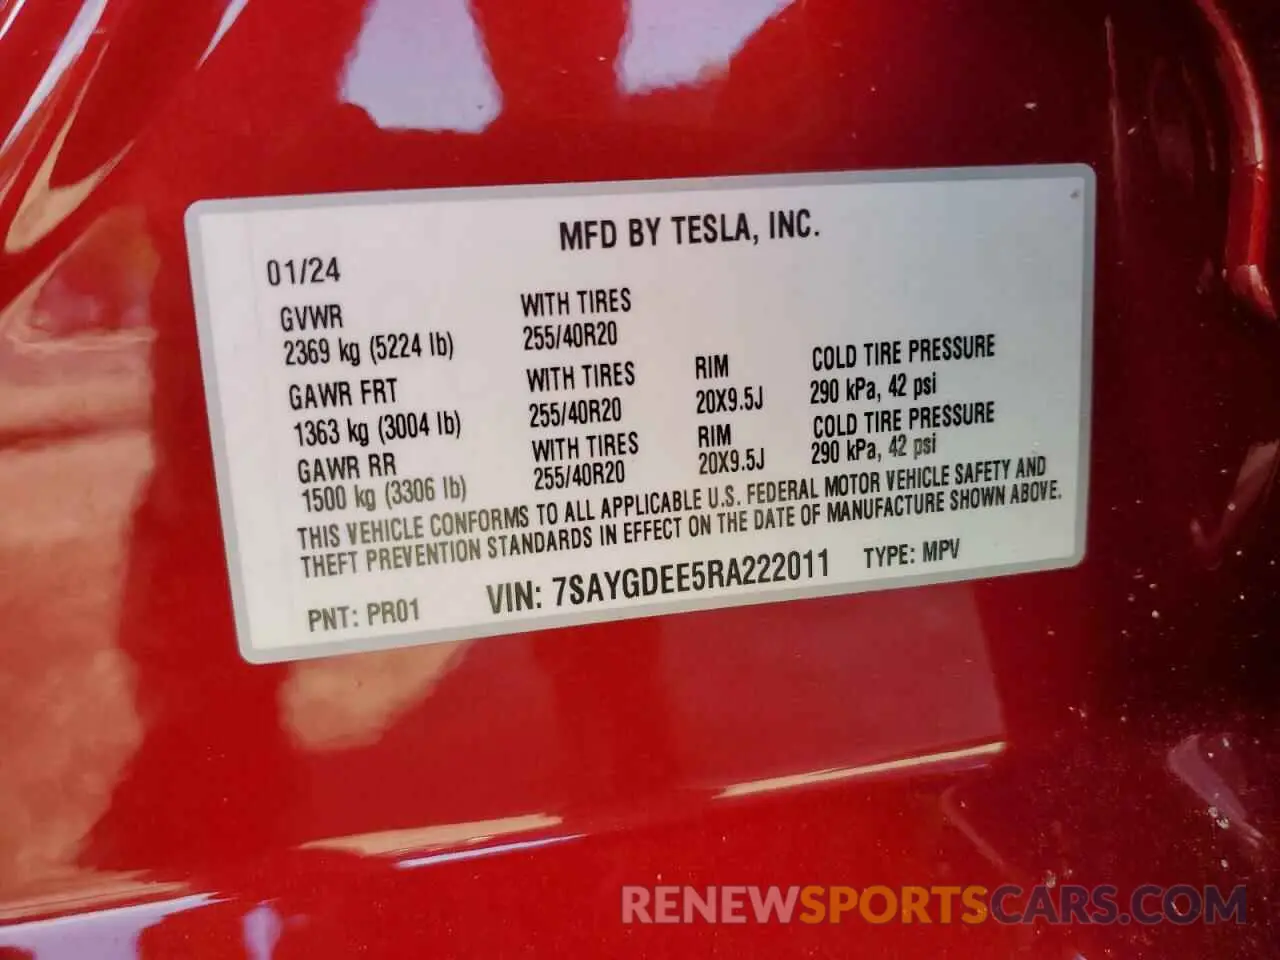 MFD BY TESLA, INC.
01/24
GVWR WITH TIRES
2369 kg (5224 lb) 255/40R20
GAWR FRT WITH TIRES RIM COLD TIRE PRESSURE
1363 kg (3004 lb) 255/40R20 20X9.5J 290 kPa, 42 psi
GAWR RR WITH TIRES RIM COLD TIRE PRESSURE
1500 kg (3306 lb) 255/40R20 20X9.5J 290 kPa, 42 psi
THIS VEHICLE CONFORMS TO ALL APPLICABLE U.S. FEDERAL MOTOR VEHICLE SAFETY AND
THEFT PREVENTION STANDARDS IN EFFECT ON THE DATE OF MANUFACTURE SHOWN ABOVE.
PNT: PR01 VIN: 7SAYGDEE5RA222011 TYPE: MPV
RENEWSPORTSCARS.COM